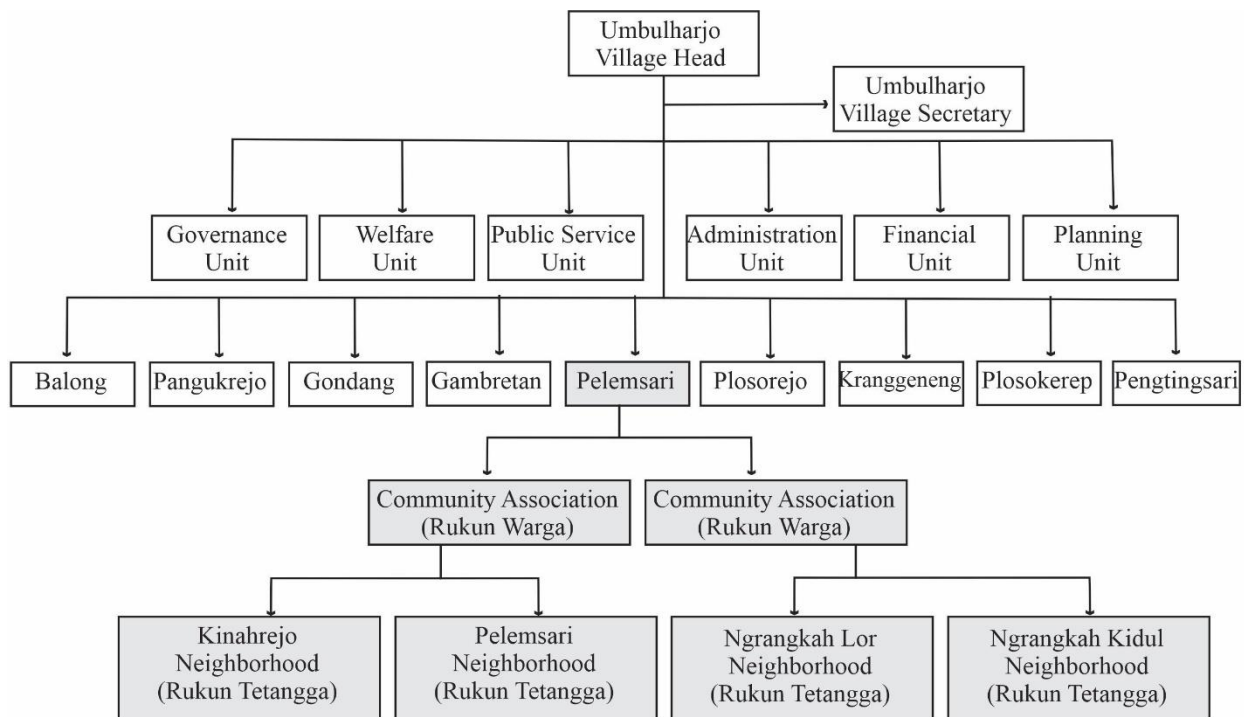 Umbulharjo
Village Head
Umbulharjo
Village Secretary
Governance
Unit
Welfare
Unit
Public Service
Unit
Administration
Unit
Financial
Unit
Planning
Unit
Balong
Pangukrejo
Gondang
Gambretan
Pelemsari
Plosorejo
Kranggeneng
Plosokerep
Pengtingsari
Community Association
(Rukun Warga)
Community Association
(Rukun Warga)
Kinahrejo
Neighborhood
(Rukun Tetangga)
Pelemsari
Neighborhood
(Rukun Tetangga)
Ngrangkah Lor
Neighborhood
(Rukun Tetangga)
Ngrangkah Kidul
Neighborhood
(Rukun Tetangga)